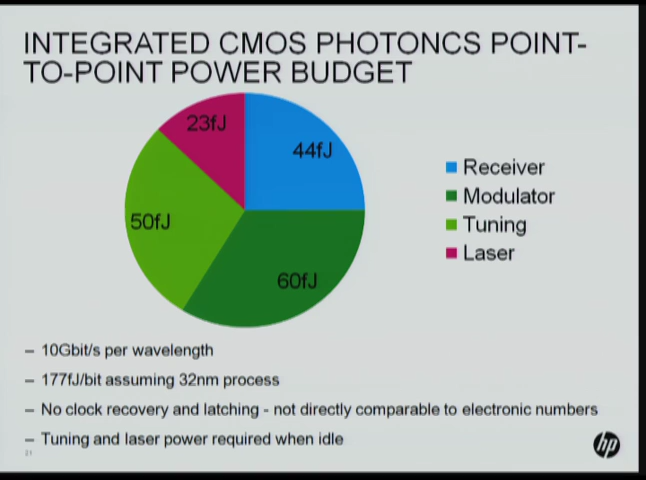 INTEGRATED CMOS PHOTONCS POINT-
TO-POINT POWER BUDGET
23fJ
44fJ
50fJ
60fJ
Receiver
Modulator
Tuning
Laser
– 10Gbit/s per wavelength
– 177fJ/bit assuming 32nm process
– No clock recovery and latching - not directly comparable to electronic numbers
– Tuning and laser power required when idle
21
hp